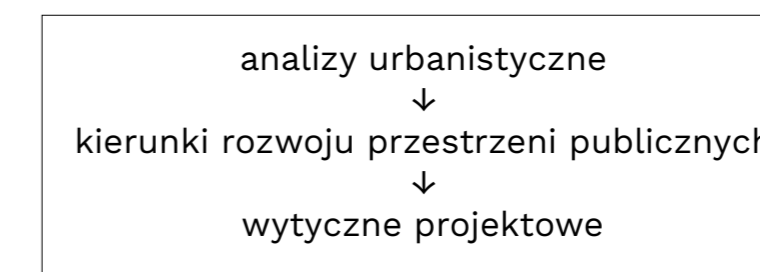 analizy urbanistyczne
↓
kierunki rozwoju przestrzeni publicznych
↓
wytyczne projektowe